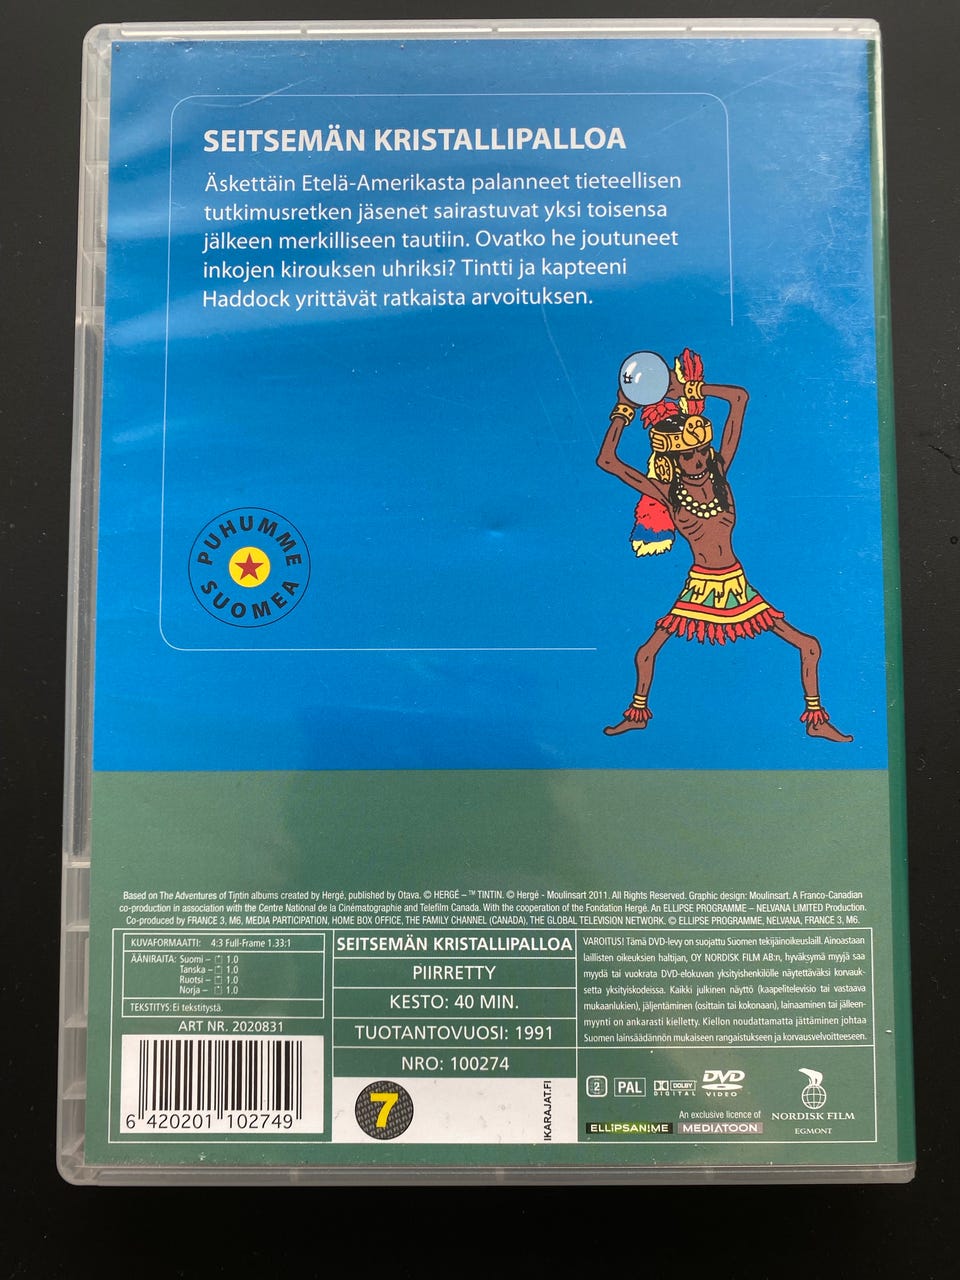 SEITSEMÄN KRISTALLIPALLOA
Äskettäin Etelä-Amerikasta palanneet tieteellisen
tutkimusretken jäsenet sairastuvat yksi toisensa
jälkeen merkilliseen tautiin. Ovatko he joutuneet
inkojen kirouksen uhriksi? Tintti ja kapteeni
Haddock yrittävät ratkaista arvoituksen.
PUHUMME
SUOMEA
Based on The Adventures of Tintin albums created by Hergé, published by Otava. © HERGÉ – ™ TINTIN. © Hergé - Moulinsart 2011. All Rights Reserved. Graphic design: Moulinsart. A Franco-Canadian
co-production in association with the Centre National de la Cinématographie and Telefilm Canada. With the cooperation of the Fondation Hergé. An ELLIPSE PROGRAMME – NELVANA LIMITED Production.
Co-produced by FRANCE 3, M6, MEDIA PARTICIPATION, HOME BOX OFFICE, THE FAMILY CHANNEL (CANADA), THE GLOBAL TELEVISION NETWORK. © ELLIPSE PROGRAMME, NELVANA, FRANCE 3, M6.
KUVAFORMAATTI: 4:3 Full-Frame 1.33:1
ÄÄNIRAITA: Suomi – 1.0
Tanska – 1.0
Ruotsi – 1.0
Norja – 1.0
TEKSTITYS: Ei tekstitystä.
ART NR. 2020831
6 420201 102749
SEITSEMÄN KRISTALLIPALLOA
PIIRRETTY
KESTO: 40 MIN.
TUOTANTOVUOSI: 1991
NRO: 100274
7
IKARAJAT.FI
VAROITUS! Tämä DVD-levy on suojattu Suomen tekijäinoikeuslaill. Ainoastaan
laillisten oikeuksien haltijan, OY NORDISK FILM AB:n, hyväksymä myyjä saa
myydä tai vuokrata DVD-elokuvan yksityishenkilölle näytettäväksi korvauk-
setta yksityiskodeissa. Kaikki julkinen näyttö (kaapelitelevisio tai vastaava
mukaanlukien), jäljentäminen (osittain tai kokonaan), lainaaminen tai jälleen-
myynti on ankarasti kielletty. Kiellon noudattamatta jättäminen johtaa
Suomen lainsäädännön mukaiseen rangaistukseen ja korvausvelvoitteeseen.
2
PAL
DOLBY
DIGITAL
DVD
VIDEO
An exclusive licence of
ELLIPSANIME
MEDIATOON
NORDISK FILM
EGMONT